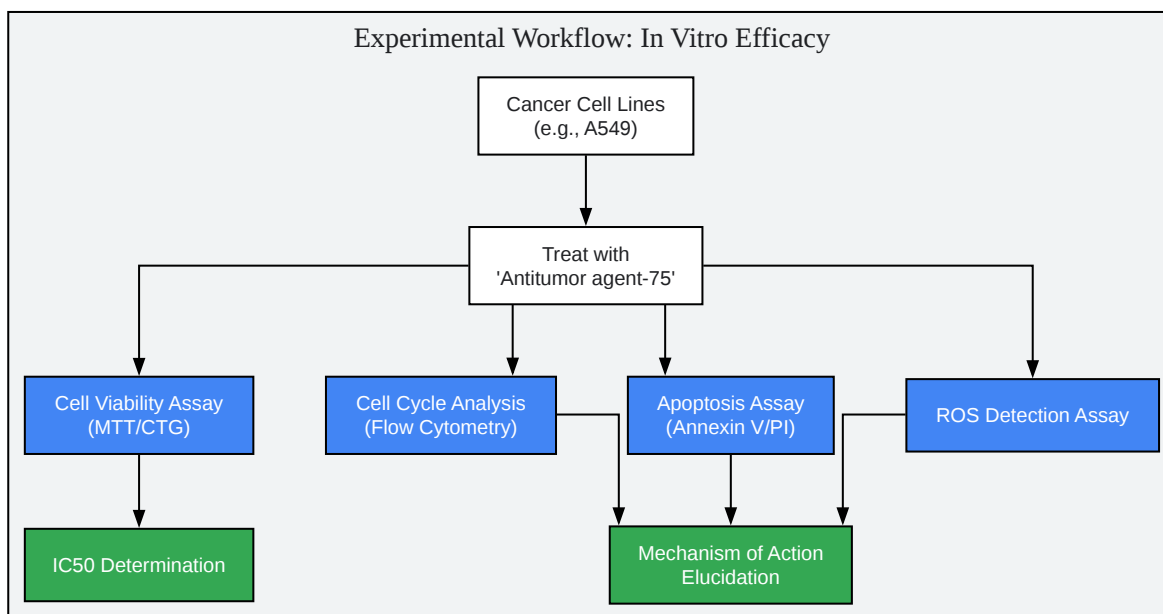 Experimental Workflow: In Vitro Efficacy
Cancer Cell Lines
(e.g., A549)
Treat with
'Antitumor agent-75'
Cell Viability Assay
(MTT/CTG)
Cell Cycle Analysis
(Flow Cytometry)
Apoptosis Assay
(Annexin V/PI)
ROS Detection Assay
IC50 Determination
Mechanism of Action
Elucidation